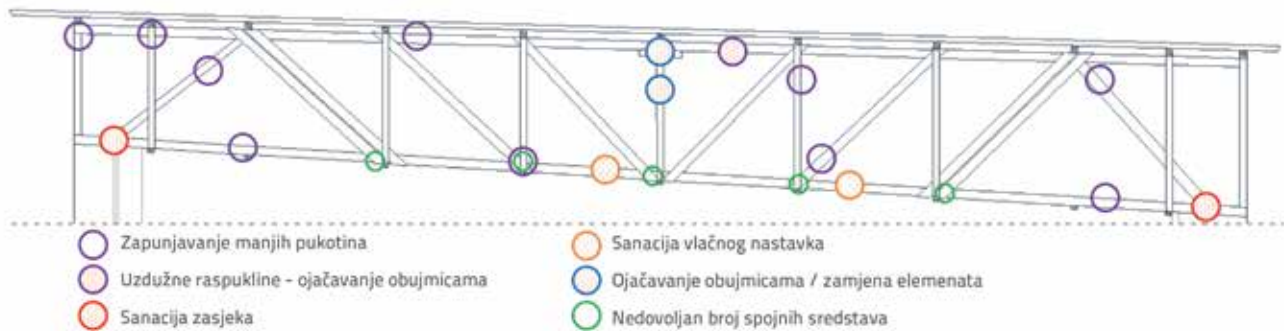 Zapunjavanje manjih pukotina
Uzdužne raspukline - ojačavanje obujmicama
Sanacija zasjeka
Sanacija vlačnog nastavka
Ojačavanje obujmicama / zamjena elemenata
Nedovoljan broj spojnih sredstava